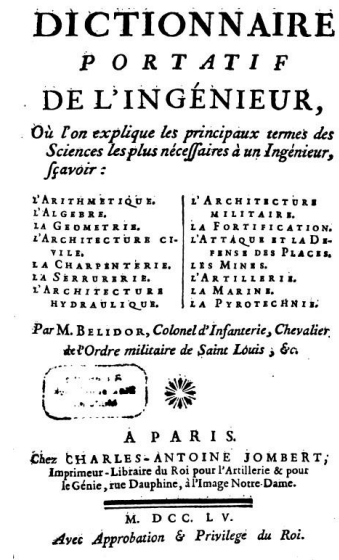 DICTIONNAIRE
PORTATIF
DE L'INGÉNIEUR,
Où l'on explique les principaux termes des
Sciences les plus nécessaires à un Ingénieur,
sçavoir :
L'ARITHMETIQUE.
L'ALGEBRE.
LA GEOMETRIE.
L'ARCHITECTURE CI-
VILE.
LA CHARPENTERIE.
LA SERRURERIE.
L'ARCHITECTURE
HYDRAULIQUE.
L'ARCHITECTURE
MILITAIRE.
LA FORTIFICATION.
L'ATTAQUE ET LA DE-
FENSE DES PLACES.
LES MINES.
L'ARTILLERIE.
LA MARINE.
LA PYROTECHNIE.
Par M. BELIDOR, Colonel d'Infanterie, Chevalier
de l'Ordre militaire de Saint Louis ; &c.
A PARIS.
Chez CHARLES-ANTOINE JOMBERT,
Imprimeur-Libraire du Roi pour l'Artillerie & pour
le Génie, rue Dauphine, à l'Image Notre-Dame.
M. DCC. LV.
Avec Approbation & Privilege du Roi.